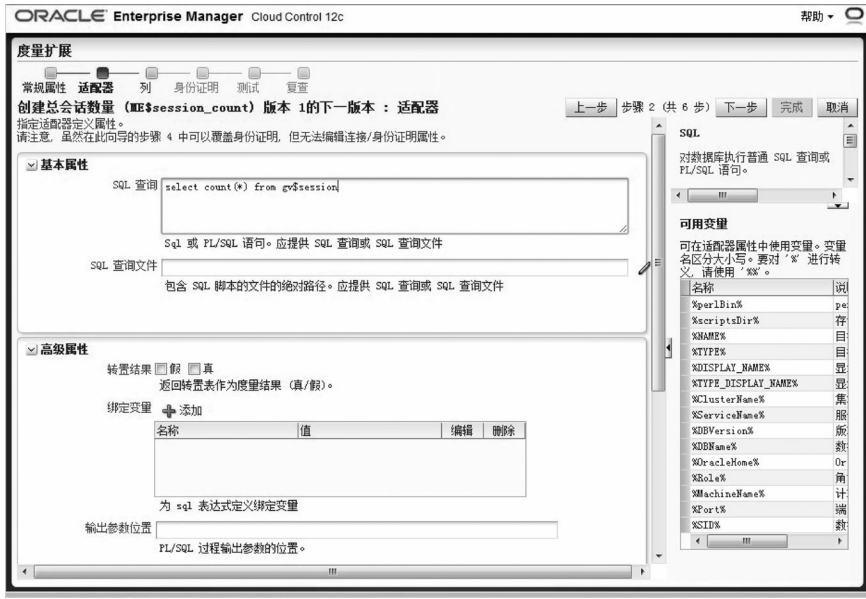 ORACLE Enterprise Manager Cloud Control 12c
帮助
度量扩展
常规属性 适配器 列 身份证明 测试 复查
创建总会话数量 (ME$session_count) 版本 1的下一版本 : 适配器
上一步 步骤 2 (共 6 步) 下一步 完成 取消
指定适配器定义属性。
请注意, 虽然在此向导的步骤 4 中可以覆盖身份证明, 但无法编辑连接/身份证明属性。
基本属性
SQL 查询 select count(*) from gv$session
Sql 或 PL/SQL 语句。应提供 SQL 查询或 SQL 查询文件
SQL 查询文件
包含 SQL 脚本的文件的绝对路径。应提供 SQL 查询或 SQL 查询文件
高级属性
转置结果 假 真
返回转置表作为度量结果 (真/假)。
绑定变量 添加
名称 值 编辑 删除
为 sql 表达式定义绑定变量
输出参数位置
PL/SQL 过程输出参数的位置。
SQL
对数据库执行普通 SQL 查询或
PL/SQL 语句。
可用变量
可在适配器属性中使用变量。变量
名区分大小写。要对 '%' 进行转
义, 请使用 '%%'。
名称
%perlBin% pe
%scriptsDir% 存
%NAME% 目
%TYPE% 目
%DISPLAY_NAME% 显
%TYPE_DISPLAY_NAME% 显
%ClusterName% 集
%ServiceName% 服
%DBVersion% 版
%DBName% 数
%OracleHome% Or
%Role% 角
%MachineName% 计
%Port% 端
%SID% 数